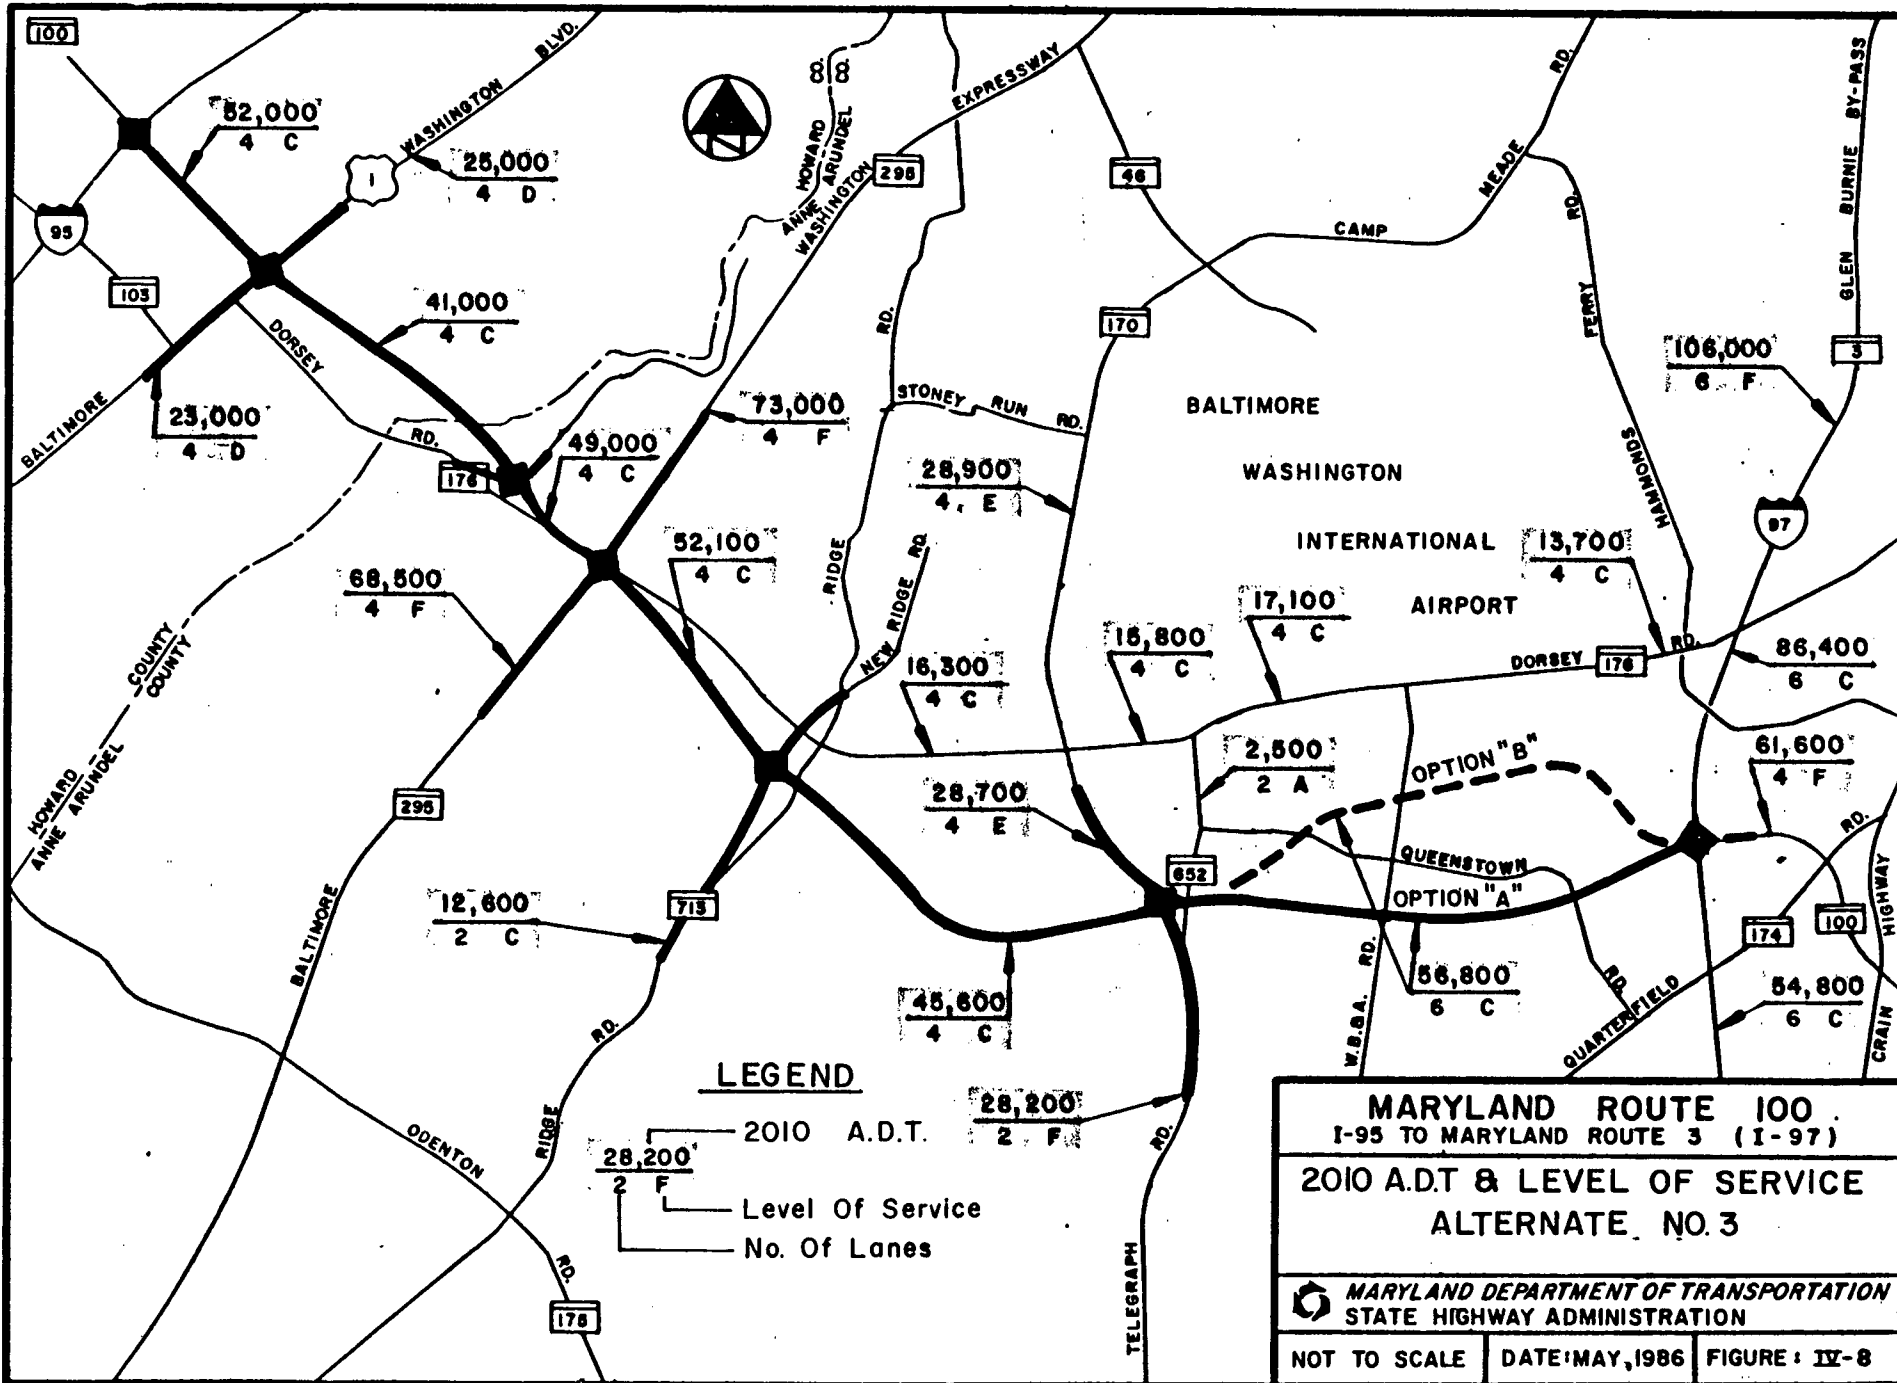 100
52,000
4 C
WASHINGTON BLVD.
1
25,000
4 D
95
103
41,000
4 C
DORSEY RD.
BALTIMORE
23,000
4 D
176
49,000
4 C
HOWARD CO.
ANNE ARUNDEL CO.
WASHINGTON EXPRESSWAY
295
73,000
4 F
68,500
4 F
52,100
4 C
HOWARD COUNTY
ANNE ARUNDEL COUNTY
295
BALTIMORE
RD.
RIDGE
STONEY RUN RD.
NEW RIDGE RD.
46
170
CAMP MEADE RD.
28,900
4 E
BALTIMORE
WASHINGTON
INTERNATIONAL
AIRPORT
FERRY RD.
HAMMONDS
GLEN BURNIE BY-PASS
3
106,000
6 F
97
13,700
4 C
17,100
4 C
15,800
4 C
16,300
4 C
DORSEY RD.
176
86,400
6 C
2,500
2 A
OPTION "B"
61,600
4 F
28,700
4 E
652
QUEENSTOWN RD.
OPTION "A"
12,600
2 C
713
45,600
4 C
56,800
6 C
W.B.&A. RD.
QUARTERFIELD RD.
174
100
CRAIN HIGHWAY
54,800
6 C
RIDGE RD.
ODENTON RD.
175
28,200
2 F
TELEGRAPH RD.
LEGEND
2010 A.D.T.
28,200
2 F
Level Of Service
No. Of Lanes
MARYLAND ROUTE 100
I-95 TO MARYLAND ROUTE 3 (I-97)
2010 A.D.T & LEVEL OF SERVICE
ALTERNATE NO. 3
MARYLAND DEPARTMENT OF TRANSPORTATION
STATE HIGHWAY ADMINISTRATION
NOT TO SCALE
DATE: MAY, 1986
FIGURE: IV-8